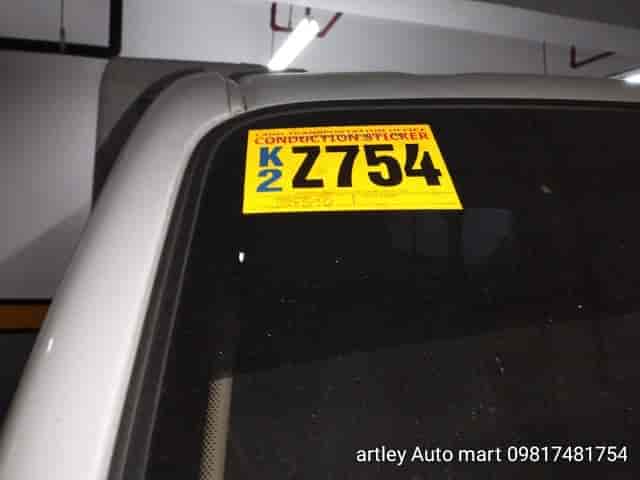 LAND TRANSPORTATION OFFICE
CONDUCTION STICKER
K2 Z754
artley Auto mart 09817481754